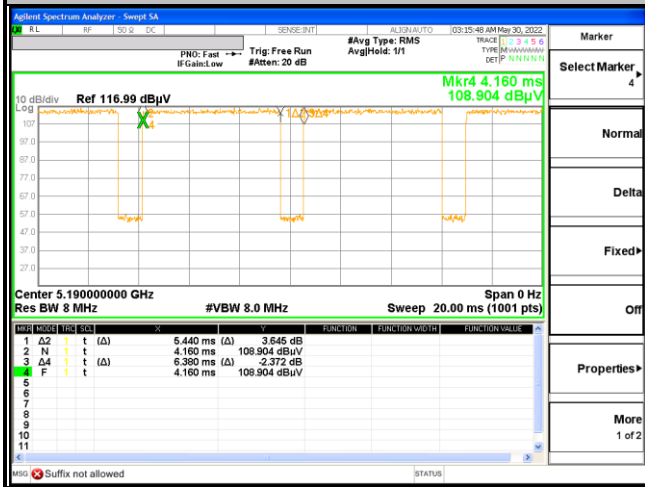 Agilent Spectrum Analyzer - Swept SA
RL RF 50 Ω DC SENSE:INT ALIGN AUTO 03:15:48 AM May 30, 2022
PNO: Fast Trig: Free Run #Avg Type: RMS TRACE 1 2 3 4 5 6
IFGain:Low #Atten: 20 dB Avg|Hold: 1/1 TYPE M
DET P N N N N N
Mkr4 4.160 ms
108.904 dBµV
10 dB/div Ref 116.99 dBµV
Log
107
97.0
87.0
77.0
67.0
57.0
47.0
37.0
27.0
2
4
1Δ2
3Δ4
Center 5.190000000 GHz Span 0 Hz
Res BW 8 MHz #VBW 8.0 MHz Sweep 20.00 ms (1001 pts)
MKR MODE TRC SCL X Y FUNCTION FUNCTION WIDTH FUNCTION VALUE
1 Δ2 1 t (Δ) 5.440 ms (Δ) 3.645 dB
2 N 1 t 4.160 ms 108.904 dBµV
3 Δ4 1 t (Δ) 6.380 ms (Δ) -2.372 dB
4 F 1 t 4.160 ms 108.904 dBµV
5
6
7
8
9
10
11
MSG Suffix not allowed STATUS
Marker
Select Marker
4
Normal
Delta
Fixed
Off
Properties
More
1 of 2